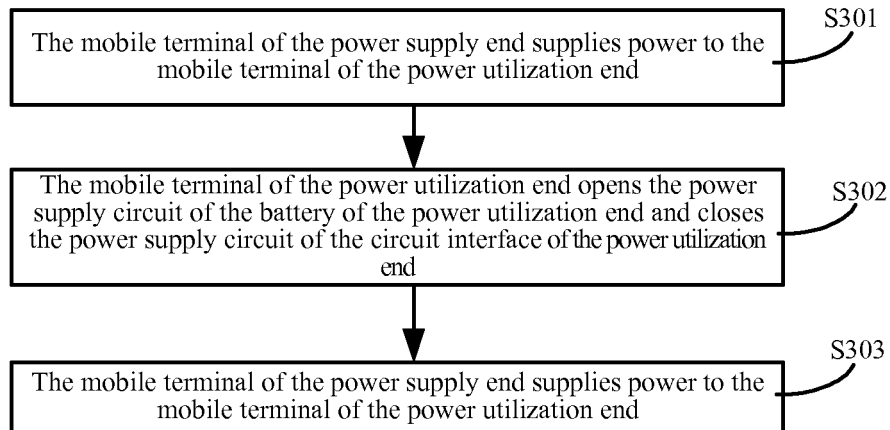 S301
The mobile terminal of the power supply end supplies power to the
mobile terminal of the power utilization end
S302
The mobile terminal of the power utilization end opens the power
supply circuit of the battery of the power utilization end and closes
the power supply circuit of the circuit interface of the power utilization
end
S303
The mobile terminal of the power supply end supplies power to the
mobile terminal of the power utilization end